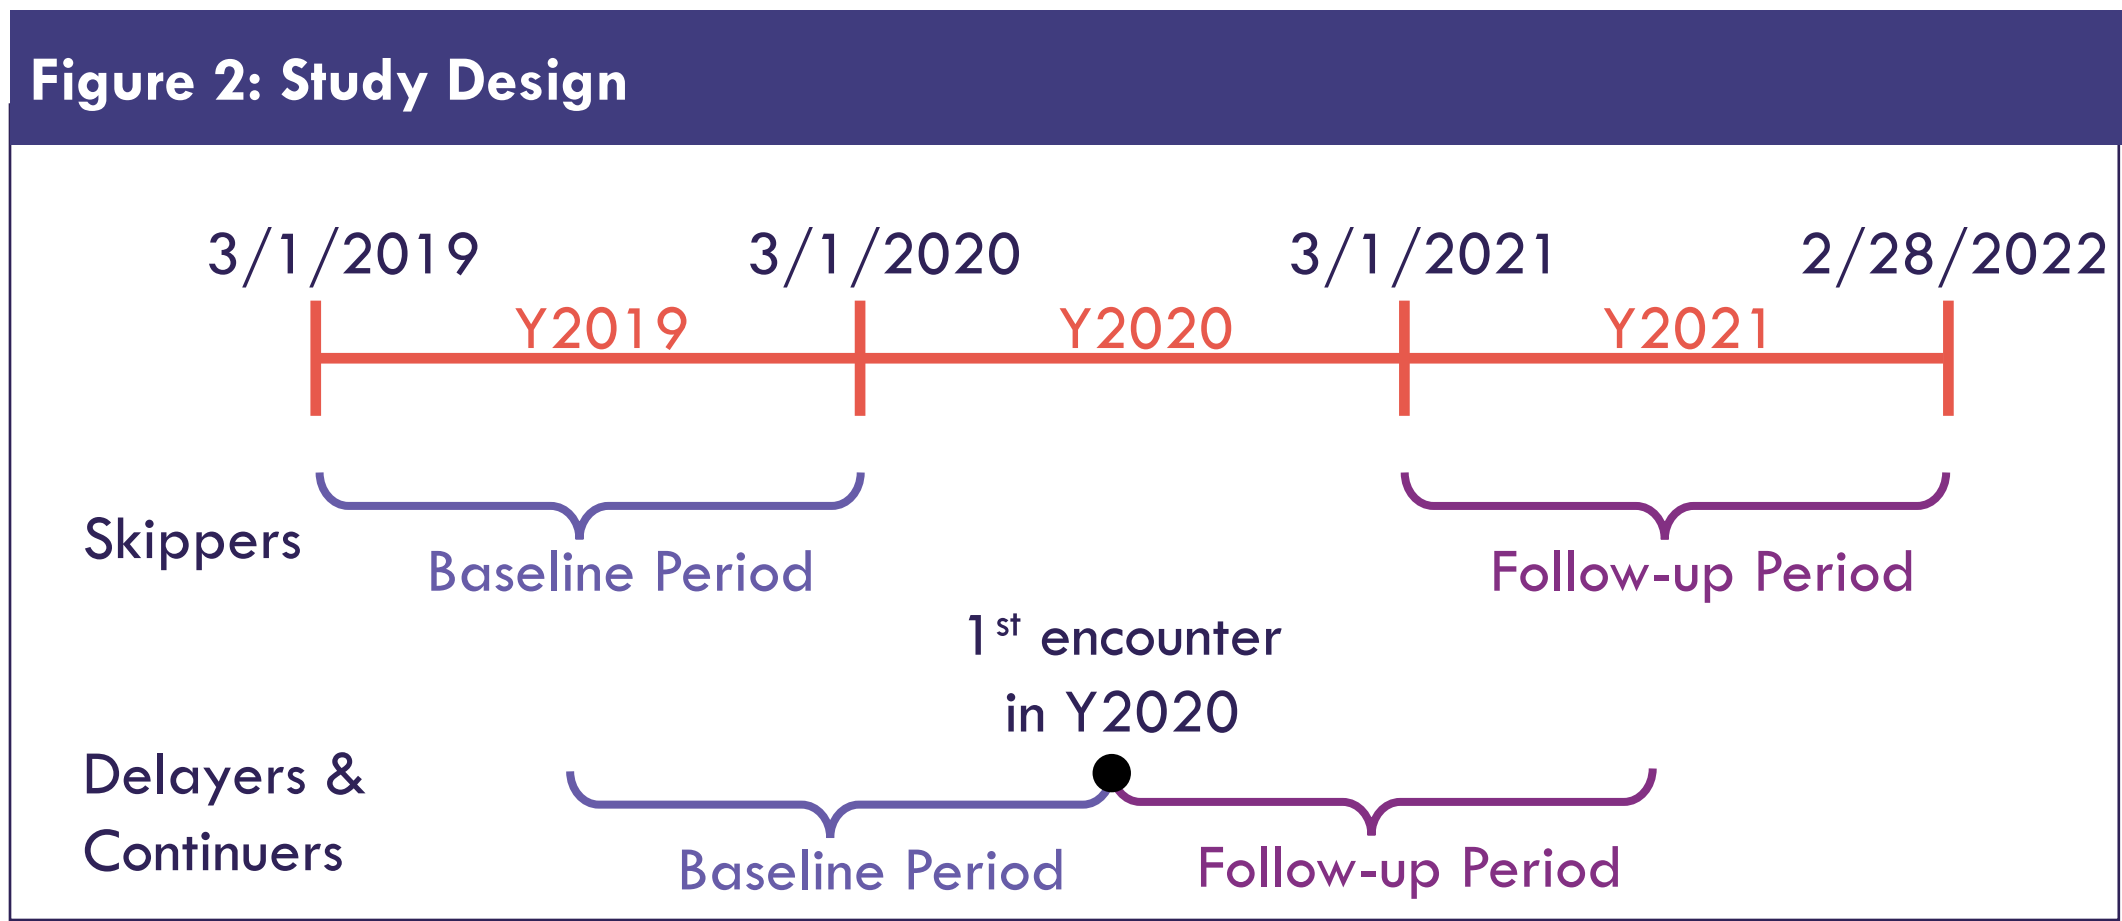 Figure 2: Study Design
3/1/2019
3/1/2020
3/1/2021
2/28/2022
Y2019
Y2020
Y2021
Skippers
Baseline Period
Follow-up Period
1st encounter
in Y2020
Delayers &
Continuers
Baseline Period
Follow-up Period